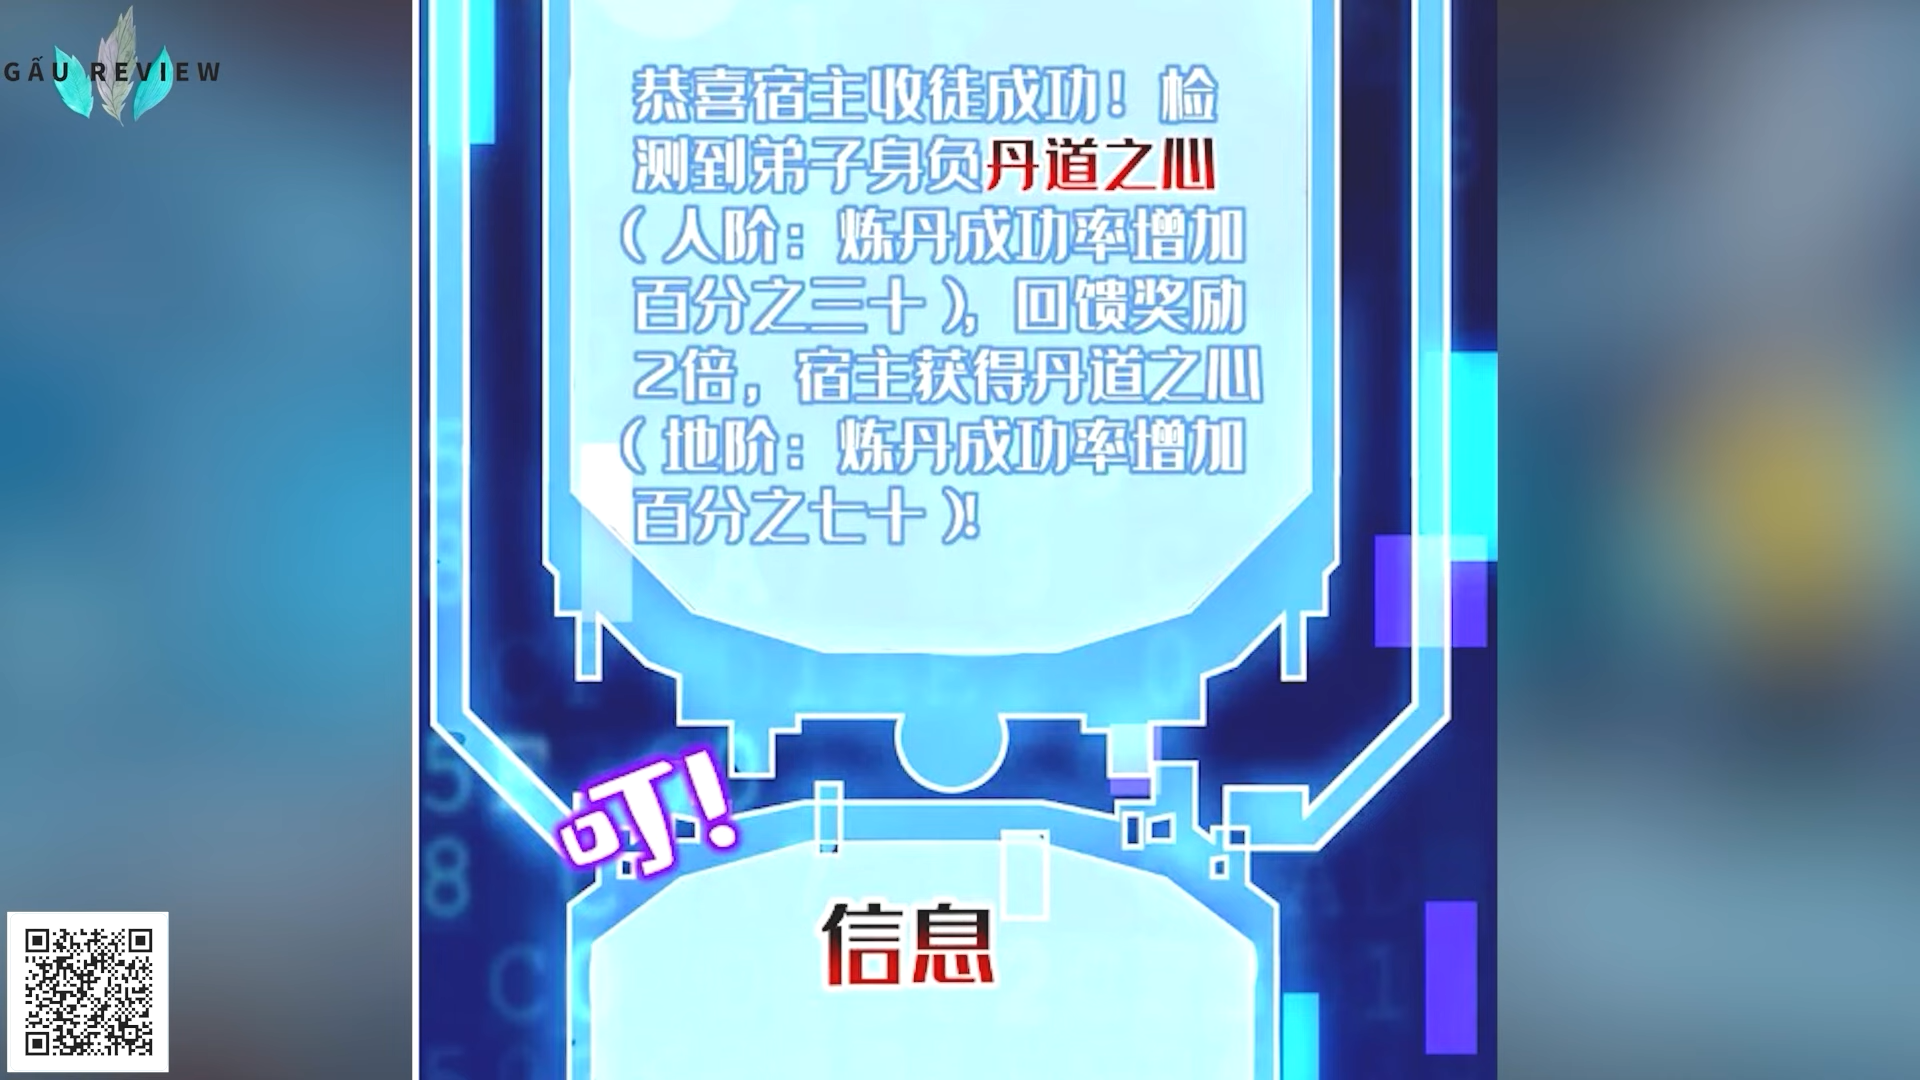 GẤU REVIEW
恭喜宿主收徒成功！检
测到弟子身负丹道之心
（人阶：炼丹成功率增加
百分之三十），回馈奖励
2倍，宿主获得丹道之心
（地阶：炼丹成功率增加
百分之七十）！
叮！
信息